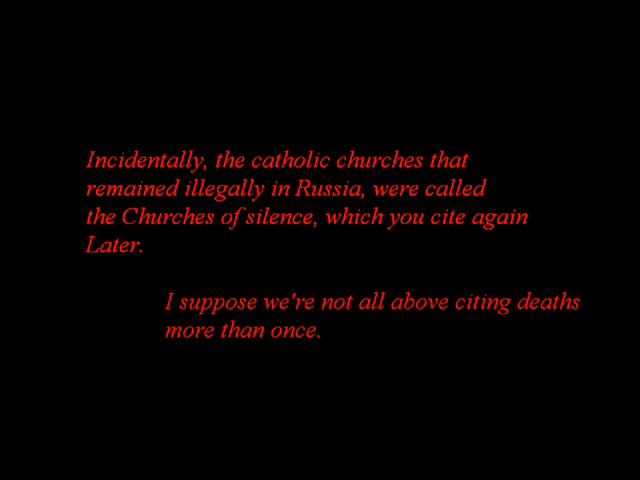 Incidentally, the catholic churches that
remained illegally in Russia, were called
the Churches of silence, which you cite again
Later.
I suppose we're not all above citing deaths
more than once.